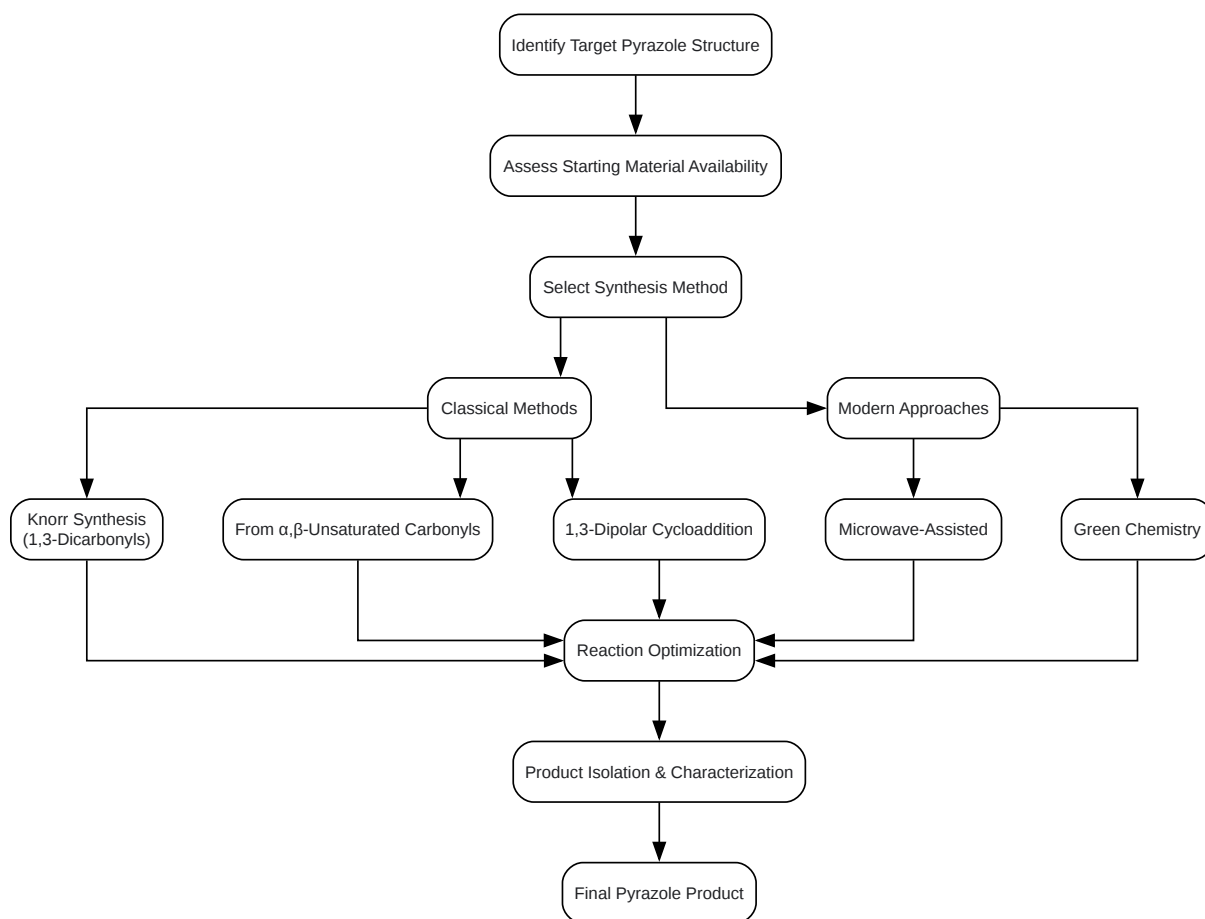 Identify Target Pyrazole Structure
Assess Starting Material Availability
Select Synthesis Method
Classical Methods
Modern Approaches
Knorr Synthesis
(1,3-Dicarbonyls)
From α,β-Unsaturated Carbonyls
1,3-Dipolar Cycloaddition
Microwave-Assisted
Green Chemistry
Reaction Optimization
Product Isolation & Characterization
Final Pyrazole Product